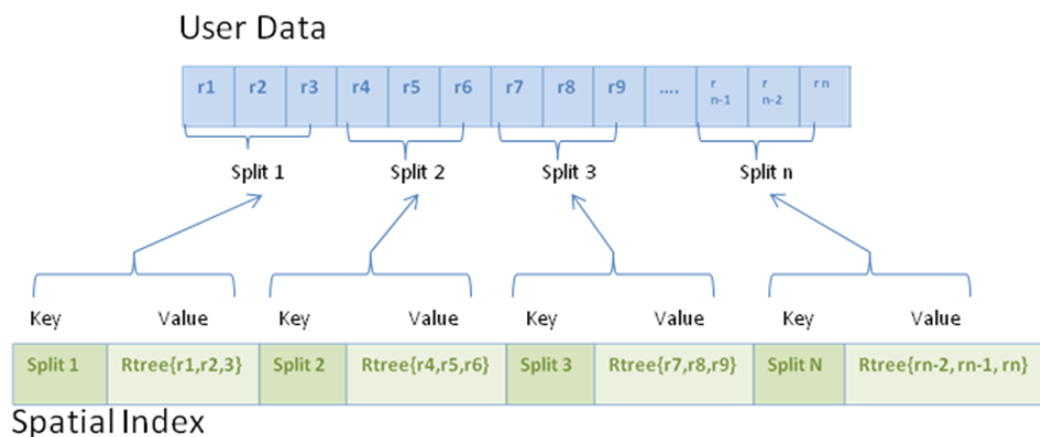 User Data
r1 r2 r3 r4 r5 r6 r7 r8 r9 .... r n-1 r n-2 r n
Split 1 Split 2 Split 3 Split n
Key Value Key Value Key Value Key Value
Split 1 Rtree{r1,r2,3} Split 2 Rtree{r4,r5,r6} Split 3 Rtree{r7,r8,r9} Split N Rtree{rn-2, rn-1, rn}
Spatial Index